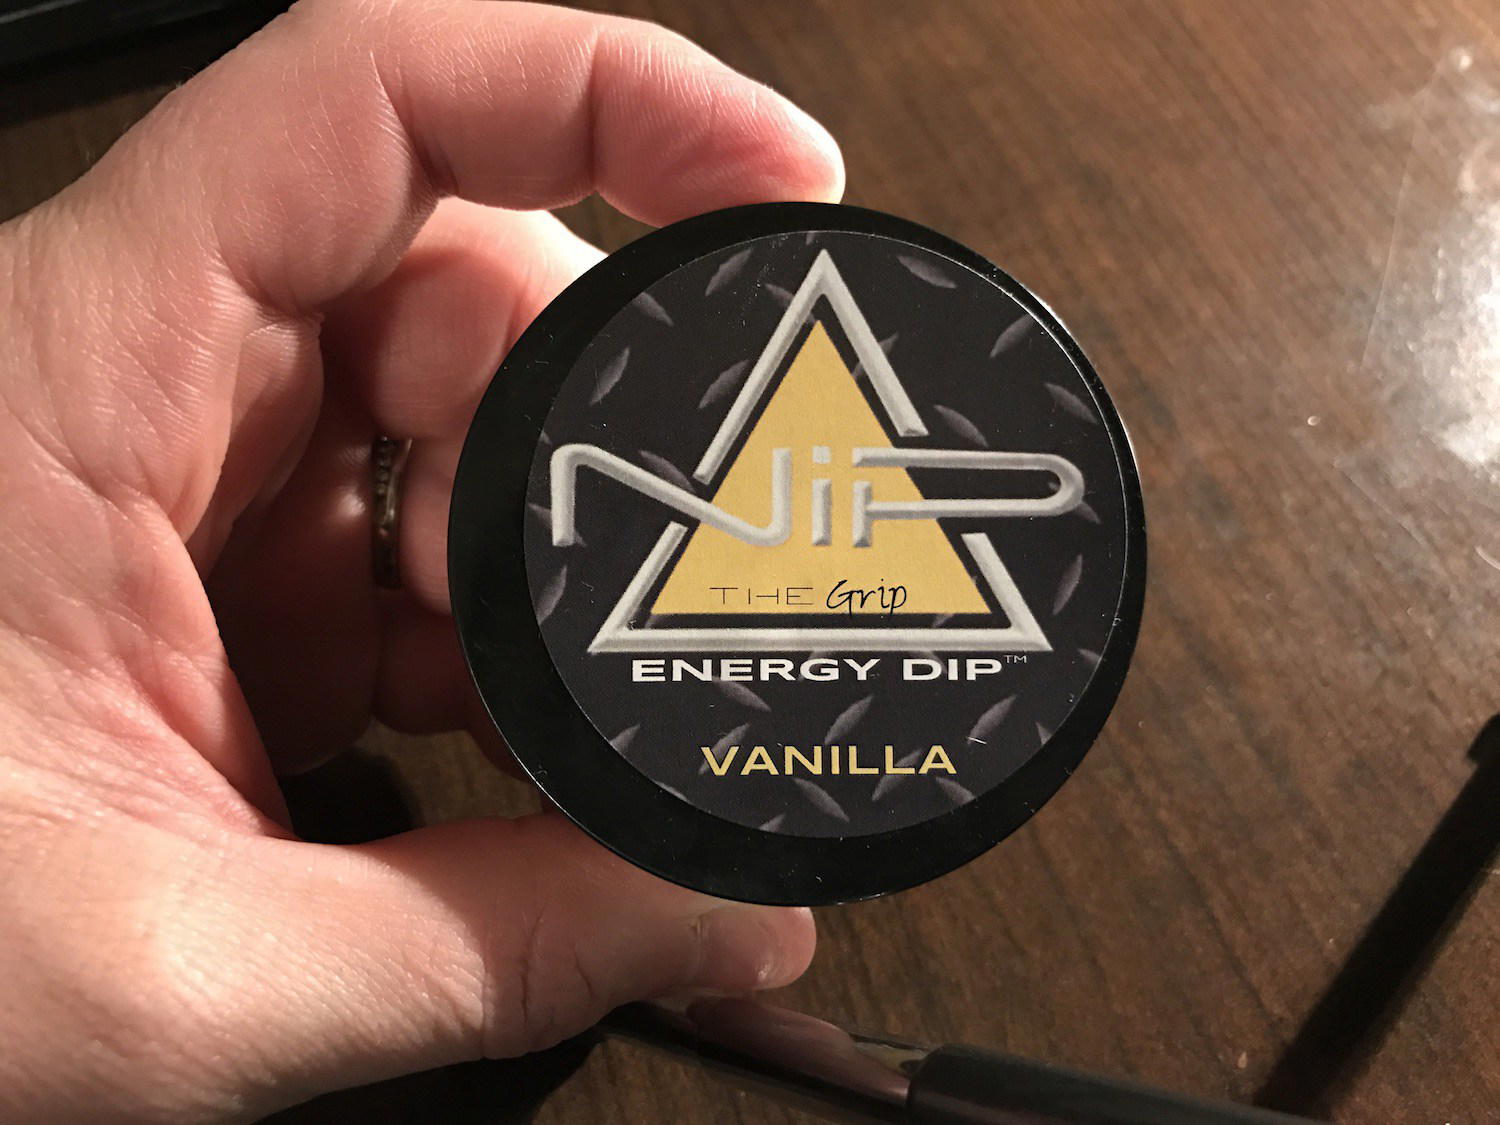 NiP
THE Grip
ENERGY DIP™
VANILLA